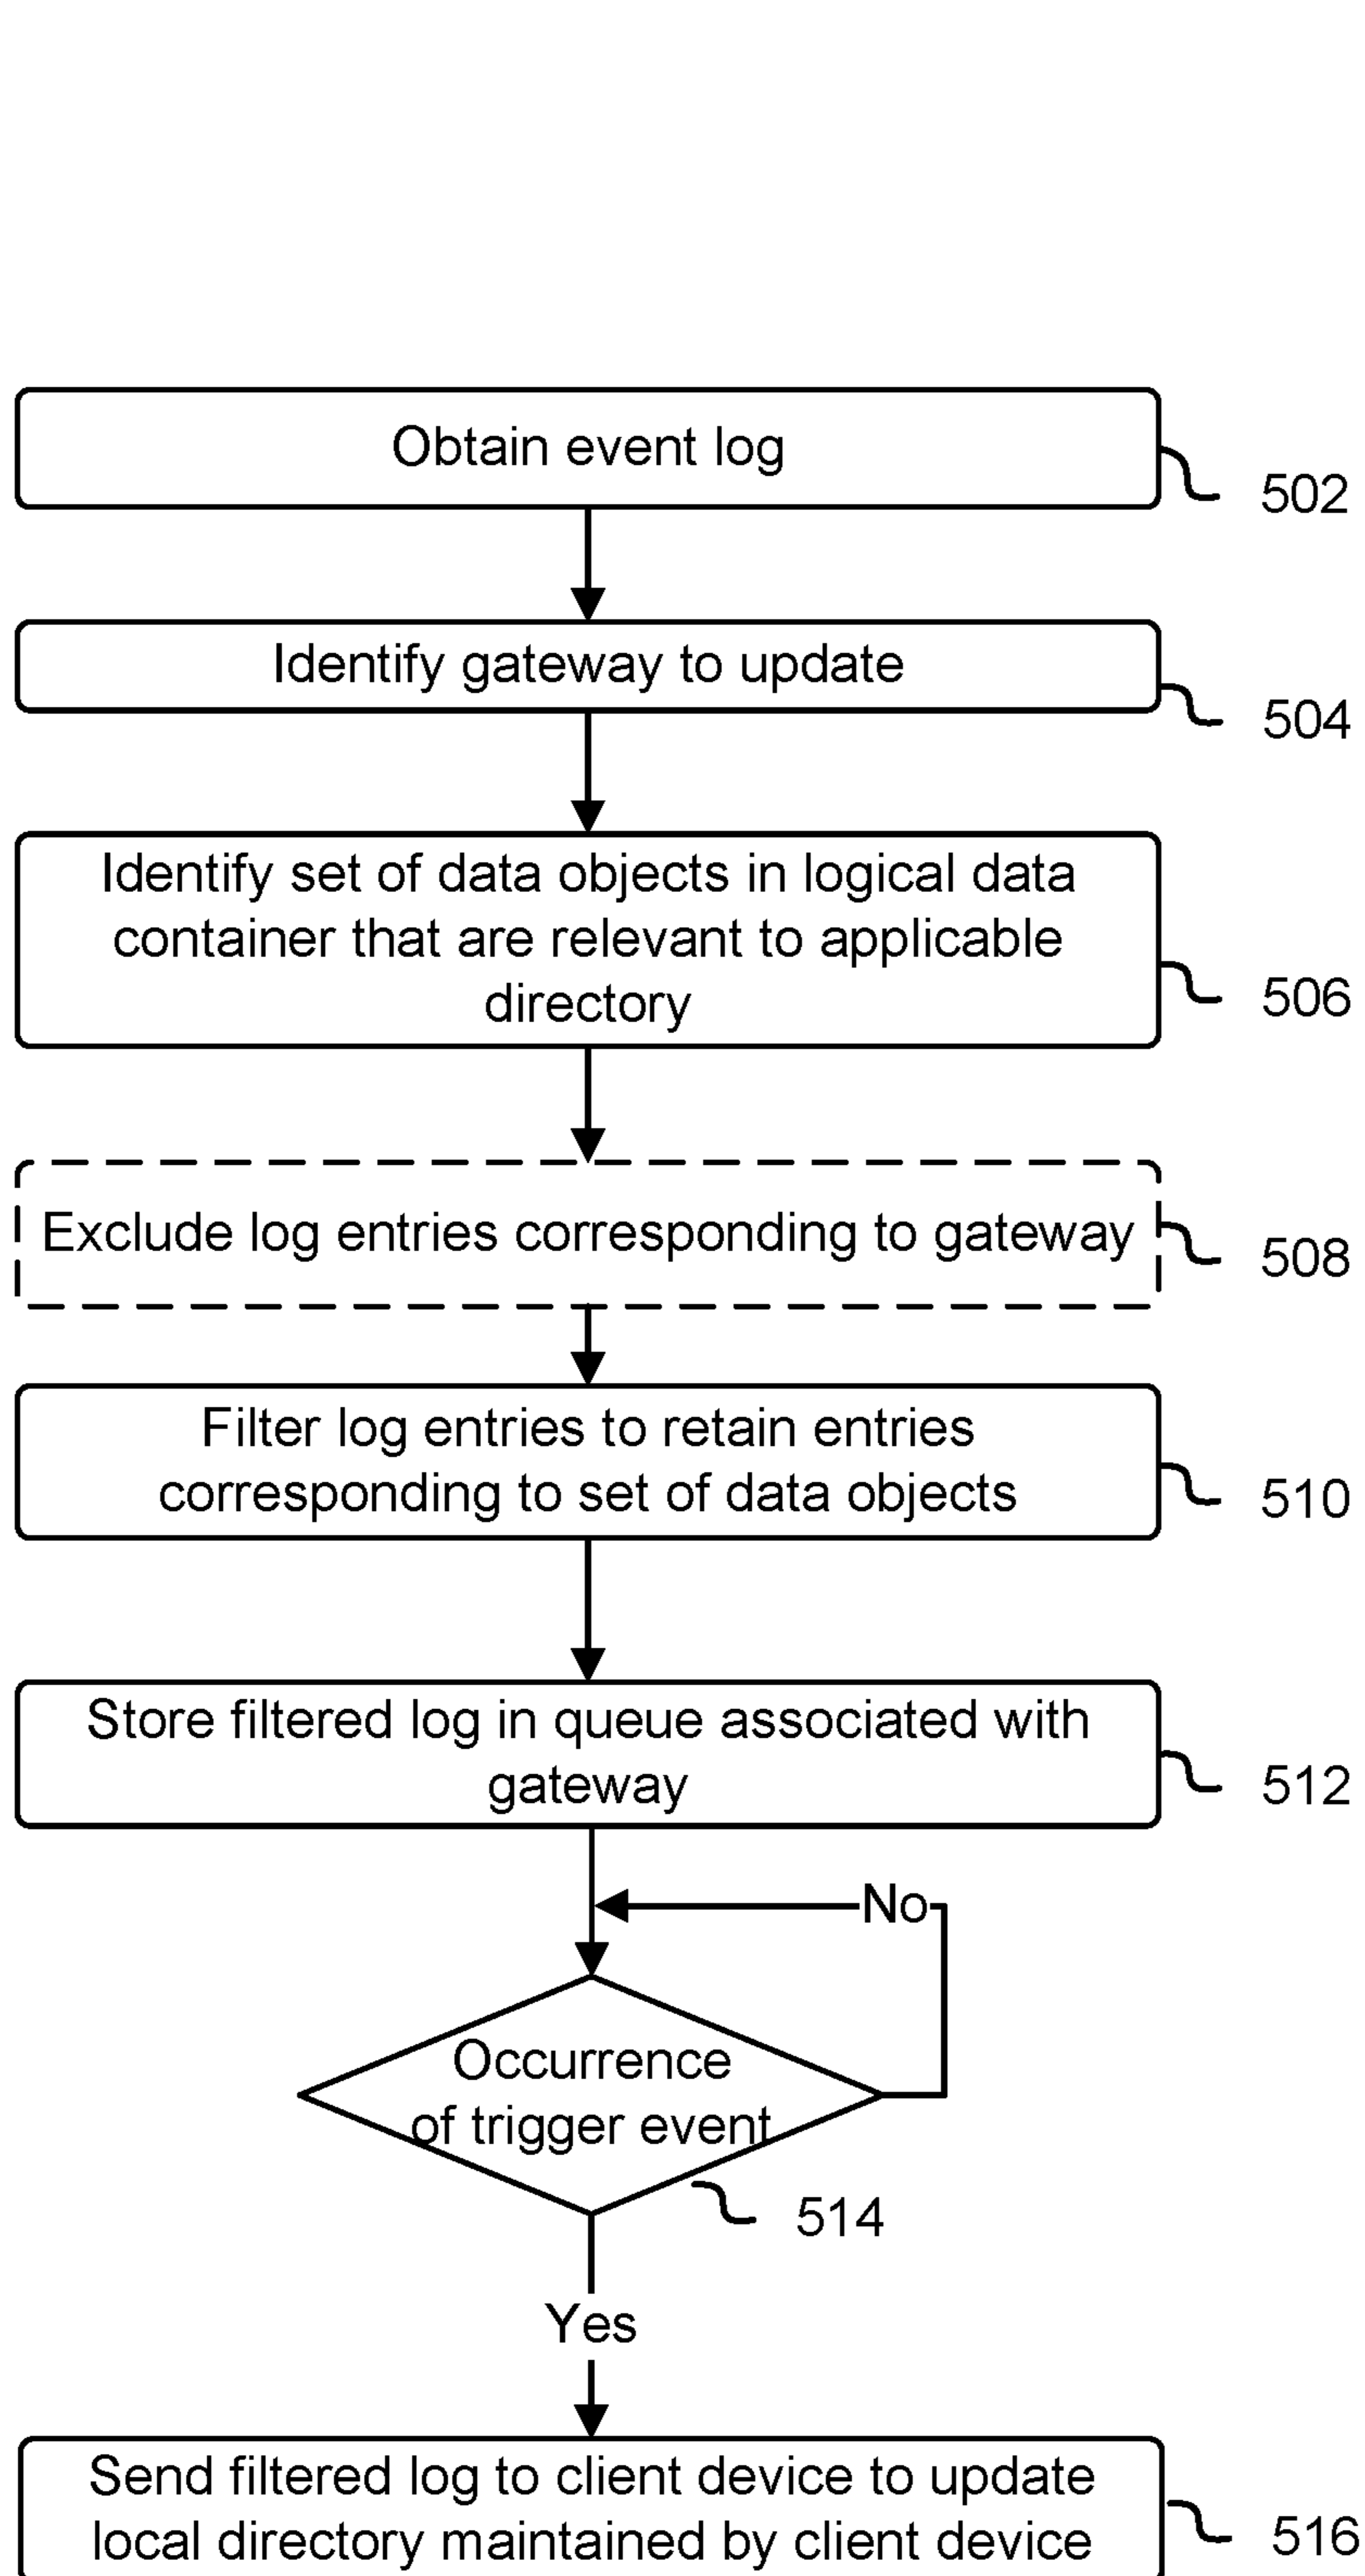 Obtain event log
502
Identify gateway to update
504
Identify set of data objects in logical data
container that are relevant to applicable
directory
506
Exclude log entries corresponding to gateway
508
Filter log entries to retain entries
corresponding to set of data objects
510
Store filtered log in queue associated with
gateway
512
No
Occurrence
of trigger event
514
Yes
Send filtered log to client device to update
local directory maintained by client device
516